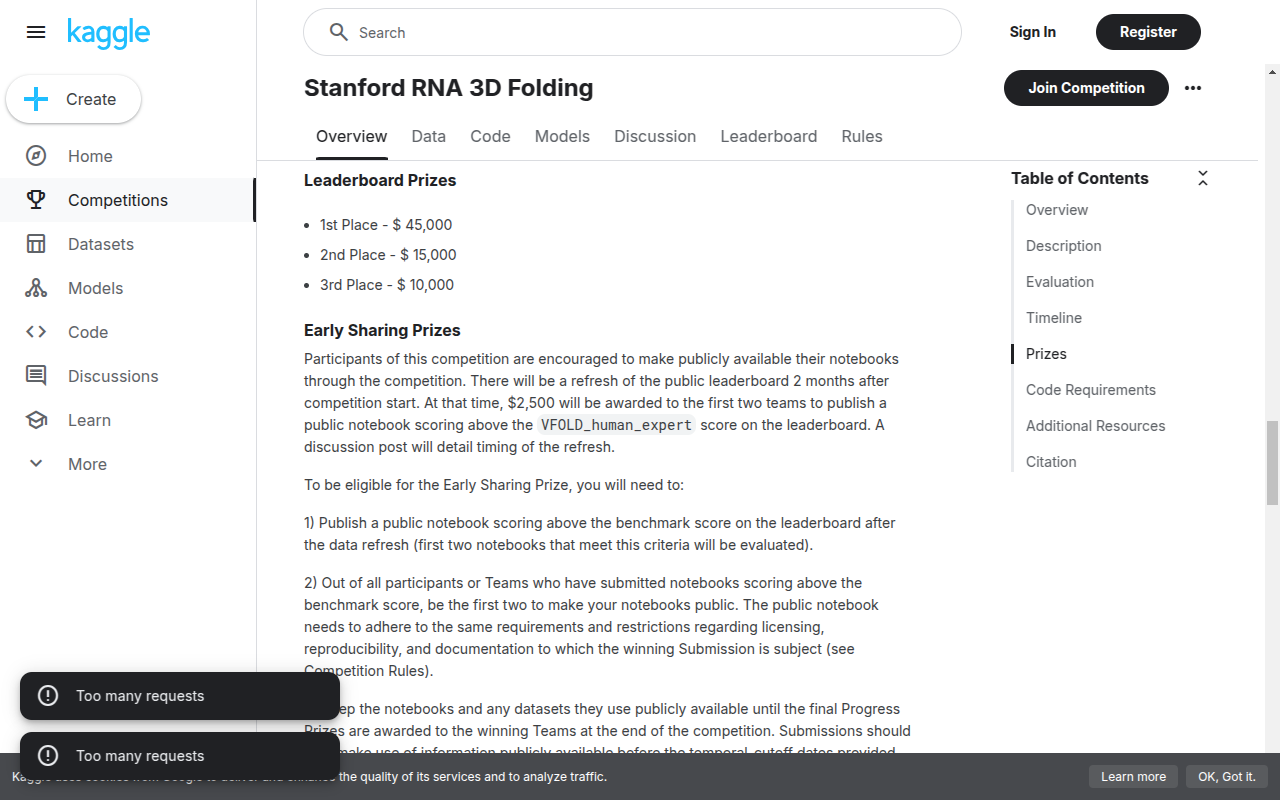 kaggle
Search
Sign In
Register
Create
Home
Competitions
Datasets
Models
Code
Discussions
Learn
More
Stanford RNA 3D Folding
Join Competition
Overview
Data
Code
Models
Discussion
Leaderboard
Rules
Leaderboard Prizes
• 1st Place - $ 45,000
• 2nd Place - $ 15,000
• 3rd Place - $ 10,000
Early Sharing Prizes
Participants of this competition are encouraged to make publicly available their notebooks
through the competition. There will be a refresh of the public leaderboard 2 months after
competition start. At that time, $2,500 will be awarded to the first two teams to publish a
public notebook scoring above the VFOLD_human_expert score on the leaderboard. A
discussion post will detail timing of the refresh.
To be eligible for the Early Sharing Prize, you will need to:
1) Publish a public notebook scoring above the benchmark score on the leaderboard after
the data refresh (first two notebooks that meet this criteria will be evaluated).
2) Out of all participants or Teams who have submitted notebooks scoring above the
benchmark score, be the first two to make your notebooks public. The public notebook
needs to adhere to the same requirements and restrictions regarding licensing,
reproducibility, and documentation to which the winning Submission is subject (see
Competition Rules).
the notebooks and any datasets they use publicly available until the final Progress
Prizes are awarded to the winning Teams at the end of the competition. Submissions should
make use of information publicly available before the temporal cutoff dates provided
Table of Contents
Overview
Description
Evaluation
Timeline
Prizes
Code Requirements
Additional Resources
Citation
Too many requests
Too many requests
the quality of its services and to analyze traffic.
Learn more
OK, Got it.